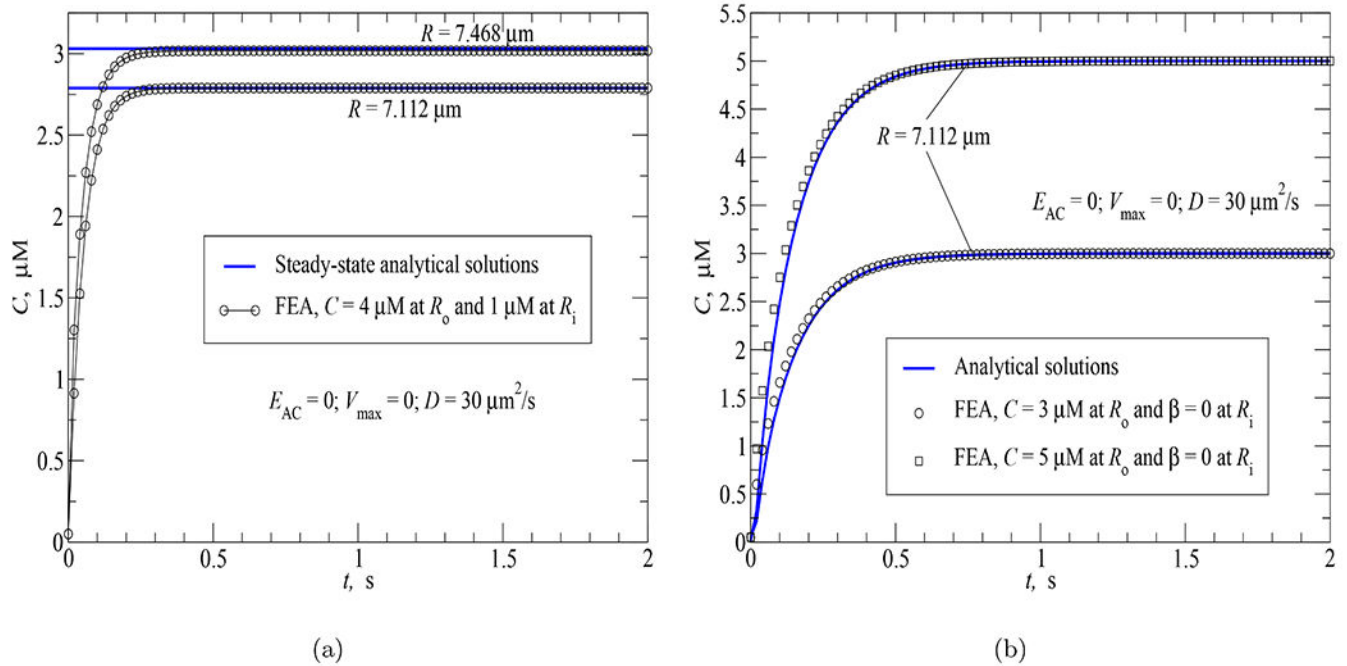 R = 7.468 μm
R = 7.112 μm
Steady-state analytical solutions
FEA, C = 4 μM at Ro and 1 μM at Ri
EAC = 0; Vmax = 0; D = 30 μm²/s
C, μM
3
2.5
2
1.5
1
0.5
0
0 0.5 1 1.5 2
t, s
(a)
R = 7.112 μm
EAC = 0; Vmax = 0; D = 30 μm²/s
Analytical solutions
FEA, C = 3 μM at Ro and β = 0 at Ri
FEA, C = 5 μM at Ro and β = 0 at Ri
C, μM
5.5
5
4.5
4
3.5
3
2.5
2
1.5
1
0.5
0
0 0.5 1 1.5 2
t, s
(b)